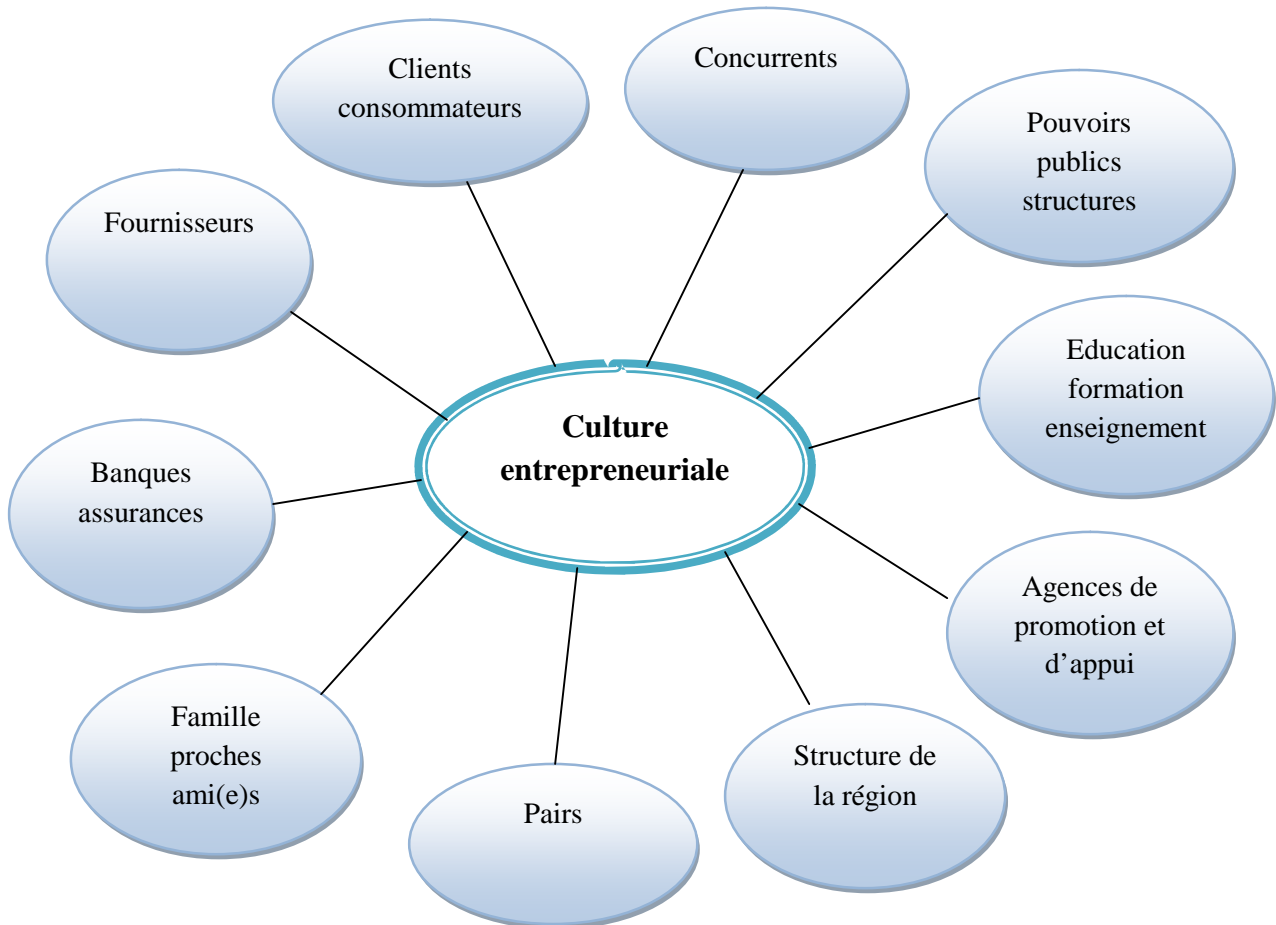 Clients
consommateurs
Concurrents
Pouvoirs
publics
structures
Fournisseurs
Education
formation
enseignement
Culture
entrepreneuriale
Banques
assurances
Agences de
promotion et
d’appui
Famille
proches
ami(e)s
Structure de
la région
Pairs